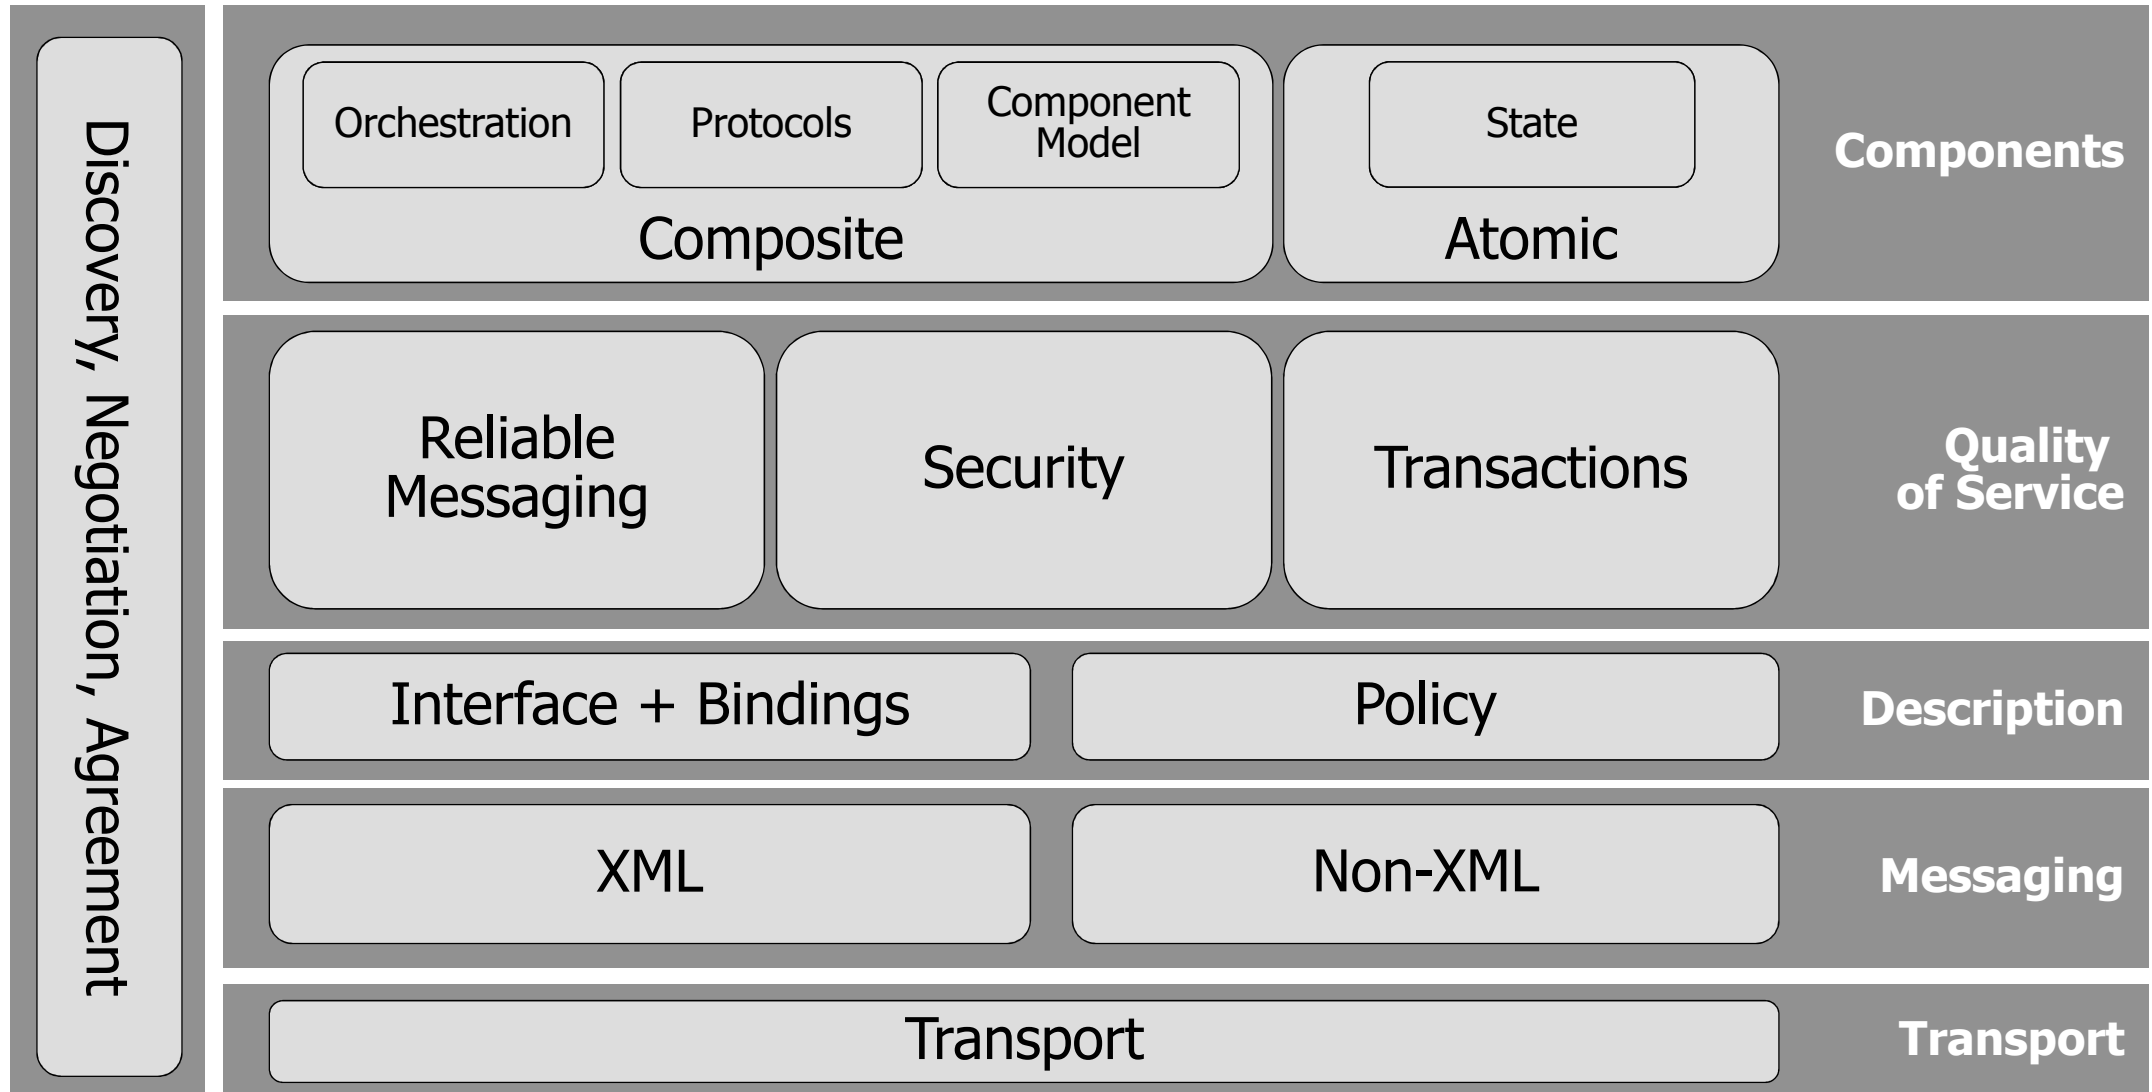 Discovery, Negotiation, Agreement
Orchestration
Protocols
Component
Model
State
Composite
Atomic
Components
Reliable
Messaging
Security
Transactions
Quality
of Service
Interface + Bindings
Policy
Description
XML
Non-XML
Messaging
Transport
Transport